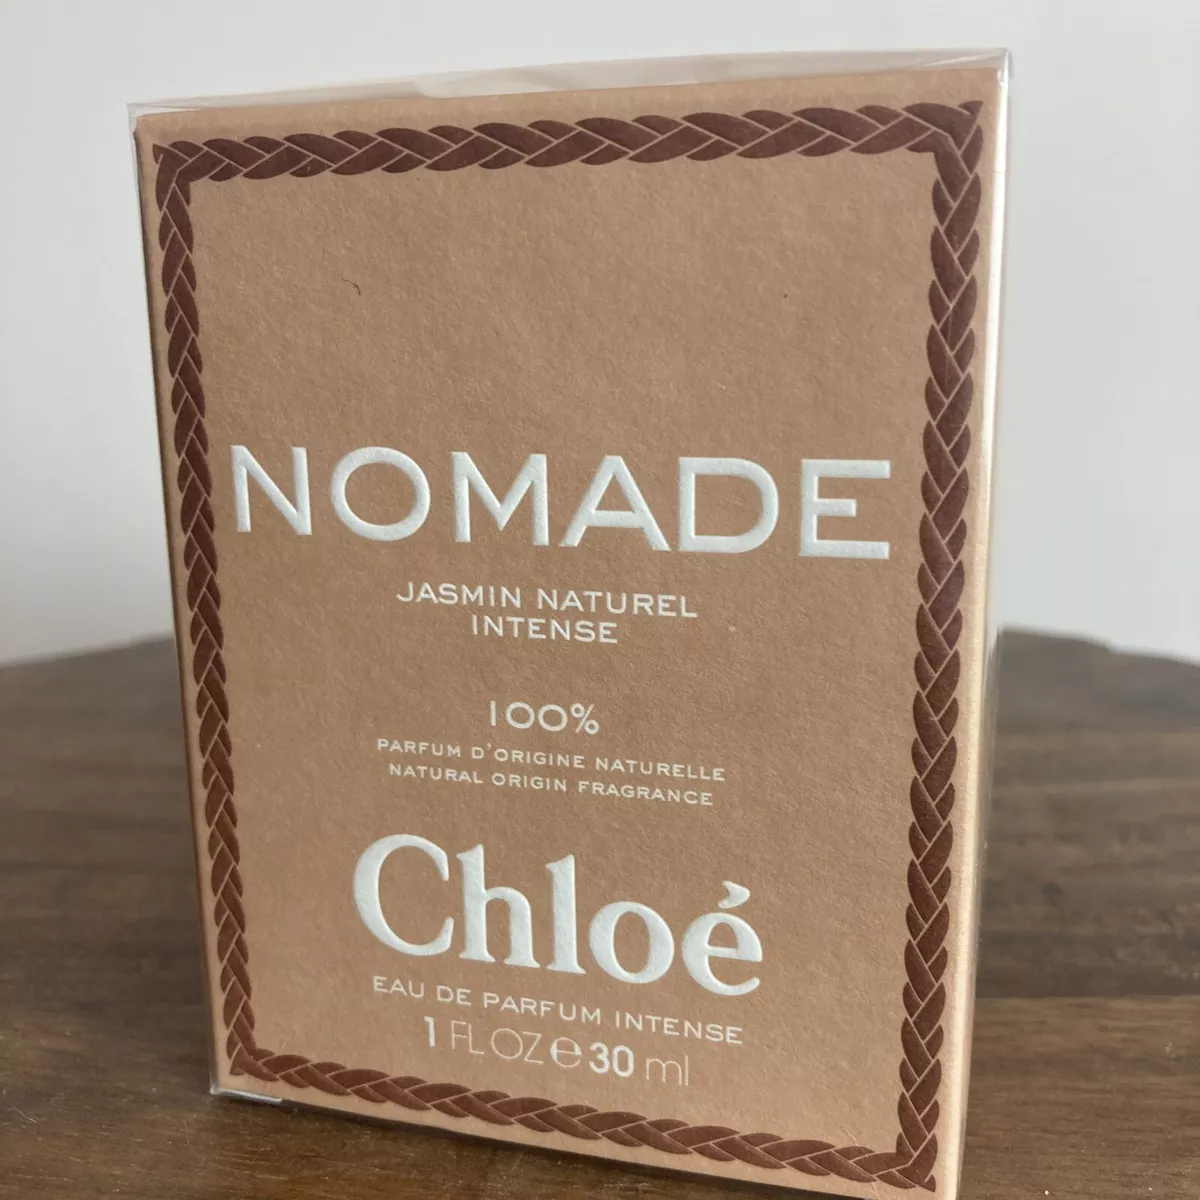 NOMADE
JASMIN NATUREL
INTENSE
100%
PARFUM D'ORIGINE NATURELLE
NATURAL ORIGIN FRAGRANCE
Chloé
EAU DE PARFUM INTENSE
1 FL OZ ℮ 30 ml